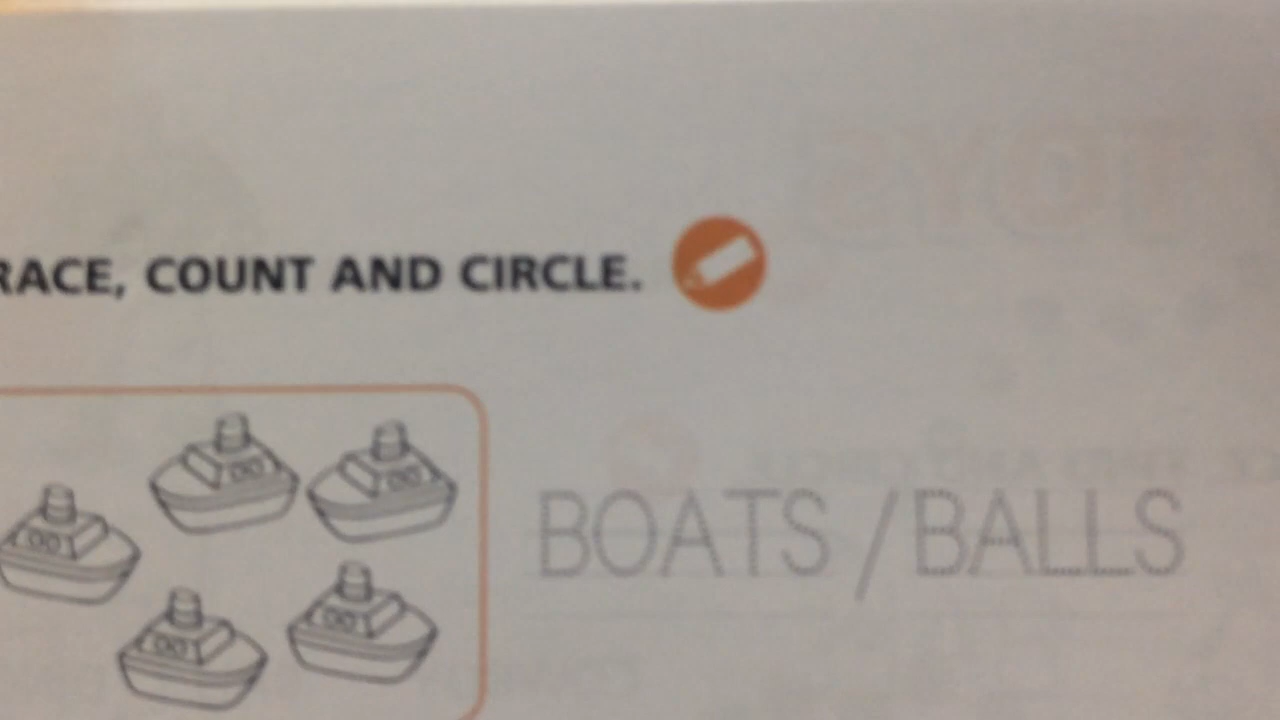 RACE, COUNT AND CIRCLE.
BOATS / BALLS